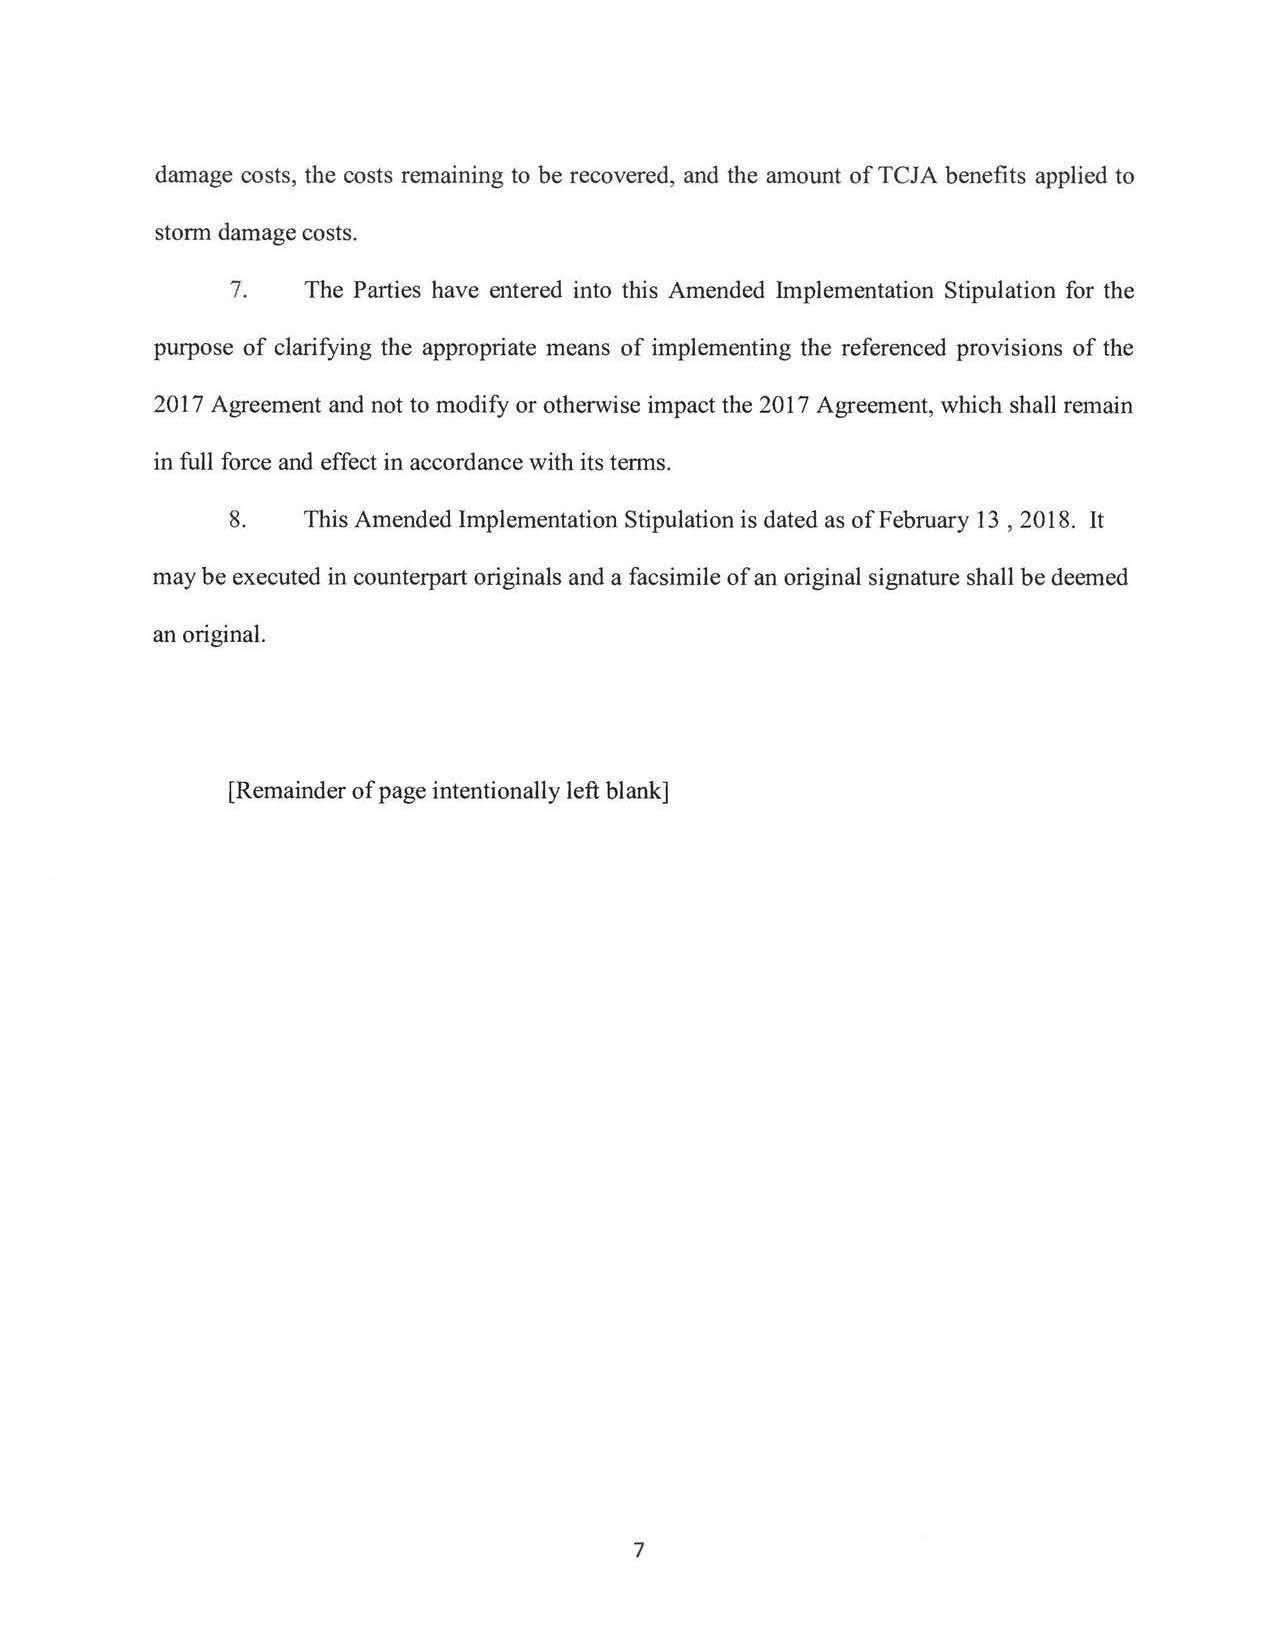 damage costs, the costs remaining to be recovered, and the amount of TCJA benefits applied to
storm damage costs.
7. The Parties have entered into this Amended Implementation Stipulation for the
purpose of clarifying the appropriate means of implementing the referenced provisions of the
2017 Agreement and not to modify or otherwise impact the 2017 Agreement, which shall remain
in full force and effect in accordance with its terms.
8. This Amended Implementation Stipulation is dated as of February 13 , 2018. It
may be executed in counterpart originals and a facsimile of an original signature shall be deemed
an original.
[Remainder of page intentionally left blank]
7